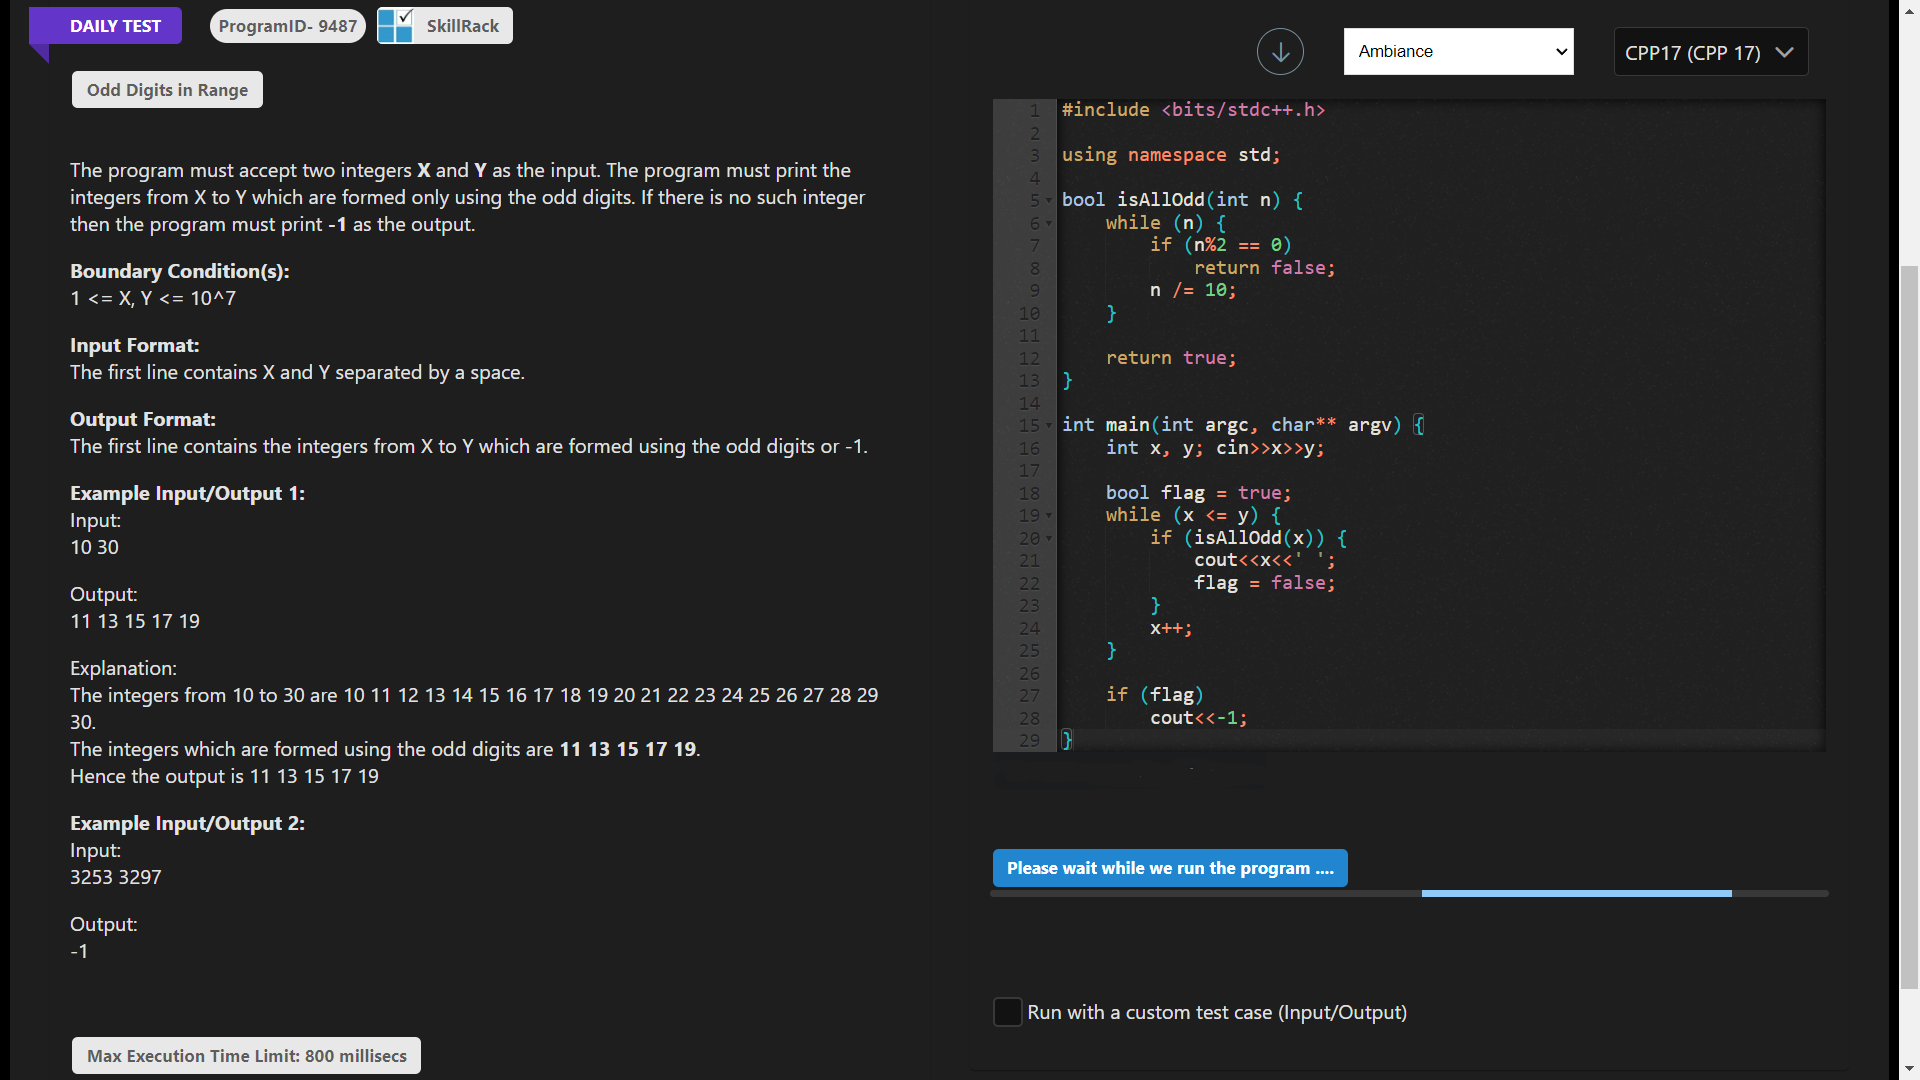 DAILY TEST
ProgramID- 9487
SkillRack
Odd Digits in Range
The program must accept two integers X and Y as the input. The program must print the
integers from X to Y which are formed only using the odd digits. If there is no such integer
then the program must print -1 as the output.
Boundary Condition(s):
1 <= X, Y <= 10^7
Input Format:
The first line contains X and Y separated by a space.
Output Format:
The first line contains the integers from X to Y which are formed using the odd digits or -1.
Example Input/Output 1:
Input:
10 30
Output:
11 13 15 17 19
Explanation:
The integers from 10 to 30 are 10 11 12 13 14 15 16 17 18 19 20 21 22 23 24 25 26 27 28 29
30.
The integers which are formed using the odd digits are 11 13 15 17 19.
Hence the output is 11 13 15 17 19
Example Input/Output 2:
Input:
3253 3297
Output:
-1
Max Execution Time Limit: 800 millisecs
Ambiance
CPP17 (CPP 17)
1 #include <bits/stdc++.h>
2
3 using namespace std;
4
5 bool isAllOdd(int n) {
6     while (n) {
7         if (n%2 == 0)
8             return false;
9         n /= 10;
10     }
11
12     return true;
13 }
14
15 int main(int argc, char** argv) {
16     int x, y; cin>>x>>y;
17
18     bool flag = true;
19     while (x <= y) {
20         if (isAllOdd(x)) {
21             cout<<x<<' ';
22             flag = false;
23         }
24         x++;
25     }
26
27     if (flag)
28         cout<<-1;
29 }
Please wait while we run the program ....
Run with a custom test case (Input/Output)